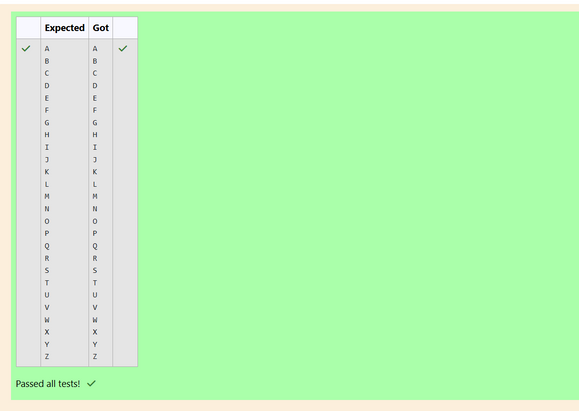 Expected Got
A A
B B
C C
D D
E E
F F
G G
H H
I I
J J
K K
L L
M M
N N
O O
P P
Q Q
R R
S S
T T
U U
V V
W W
X X
Y Y
Z Z
Passed all tests!